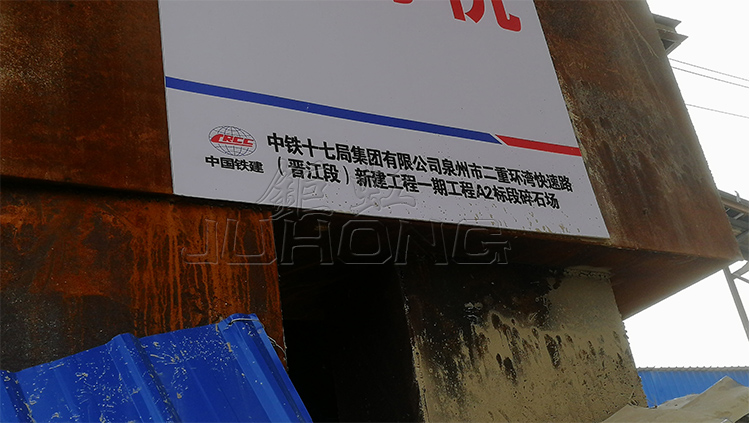 CRCC
中国铁建
中铁十七局集团有限公司泉州市二重环湾快速路
（晋江段）新建工程一期工程A2标段碎石场
JUHONG